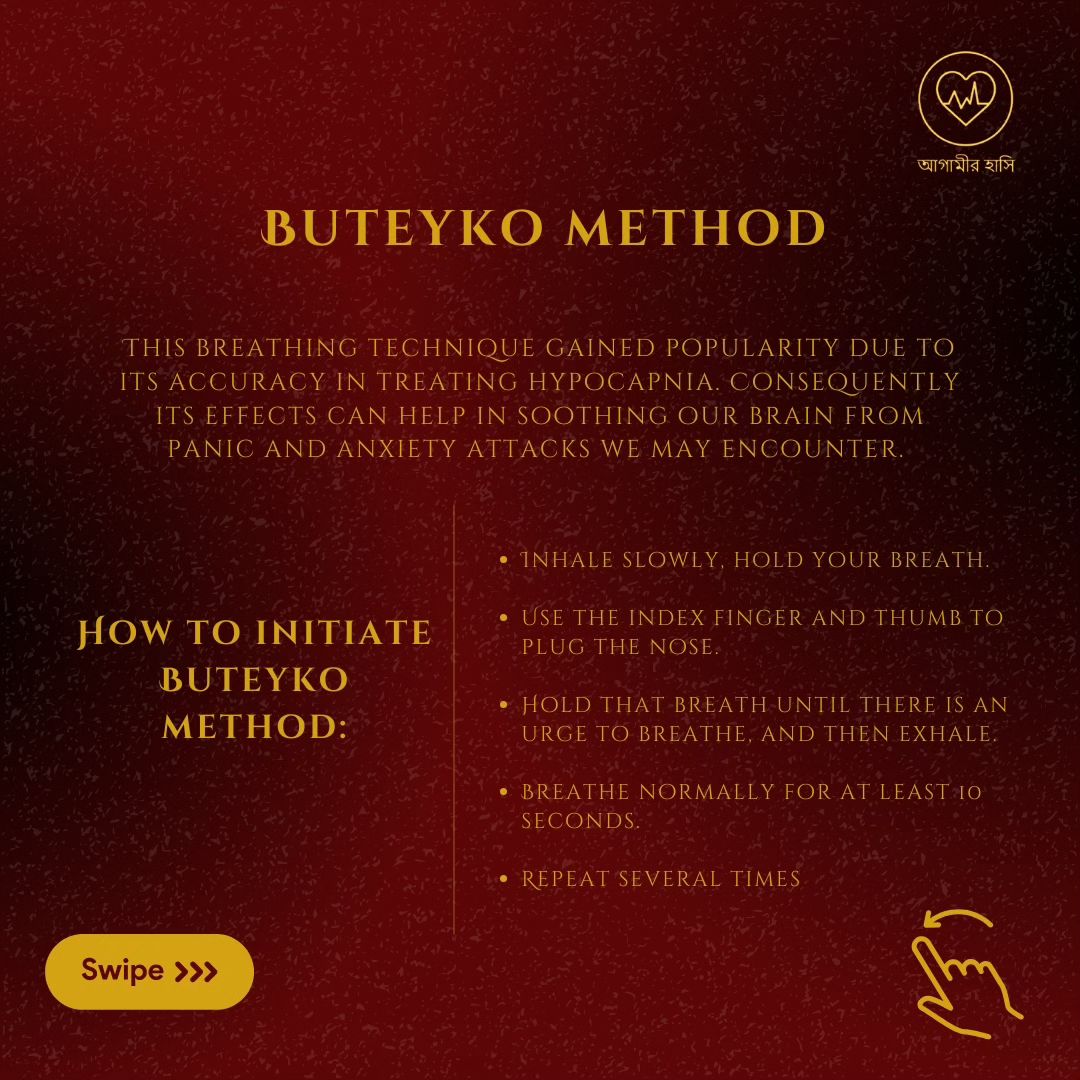 আগামীর হাসি
Buteyko method
This breathing technique gained popularity due to
its accuracy in treating hypocapnia. Consequently
its effects can help in soothing our brain from
panic and anxiety attacks we may encounter.
How to initiate
Buteyko
method:
• Inhale slowly, hold your breath.
• Use the index finger and thumb to
plug the nose.
• Hold that breath until there is an
urge to breathe, and then exhale.
• Breathe normally for at least 10
seconds.
• Repeat several times
Swipe >>>